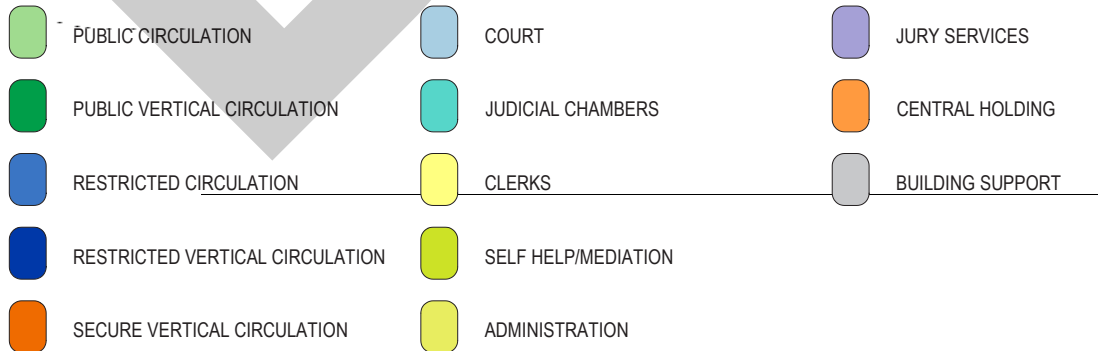 PUBLIC CIRCULATION
PUBLIC VERTICAL CIRCULATION
RESTRICTED CIRCULATION
RESTRICTED VERTICAL CIRCULATION
SECURE VERTICAL CIRCULATION
COURT
JUDICIAL CHAMBERS
CLERKS
SELF HELP/MEDIATION
ADMINISTRATION
JURY SERVICES
CENTRAL HOLDING
BUILDING SUPPORT